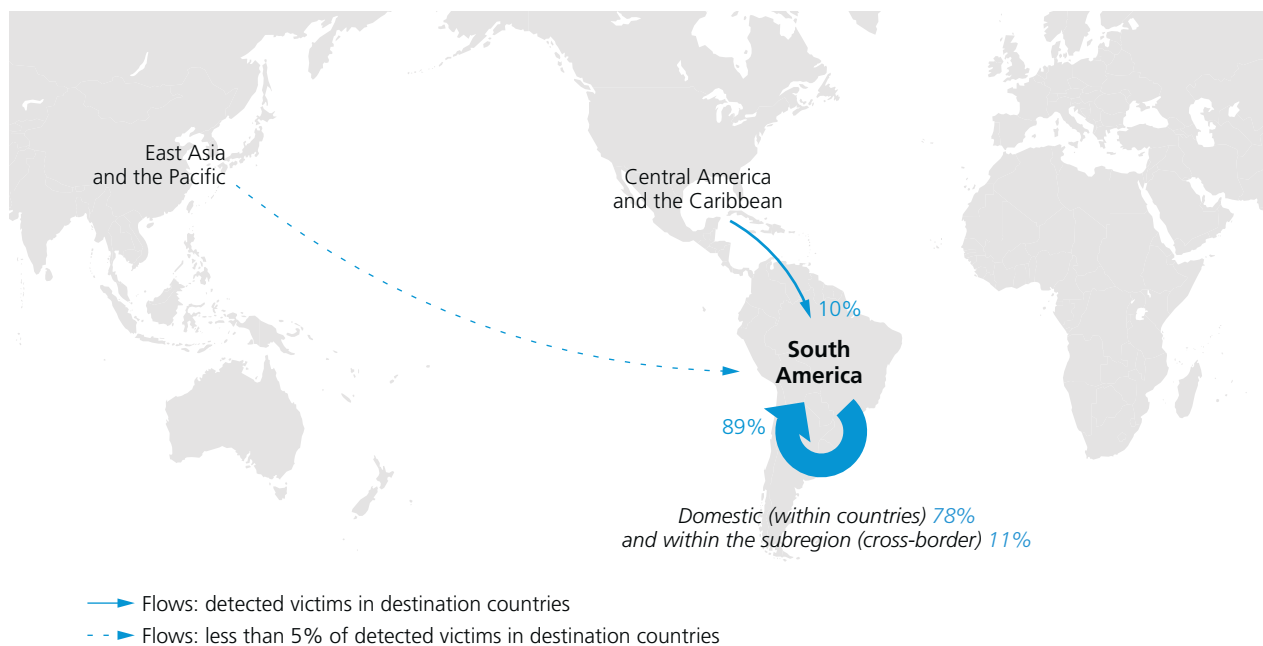 East Asia
and the Pacific
Central America
and the Caribbean
10%
South
America
89%
Domestic (within countries) 78%
and within the subregion (cross-border) 11%
Flows: detected victims in destination countries
Flows: less than 5% of detected victims in destination countries